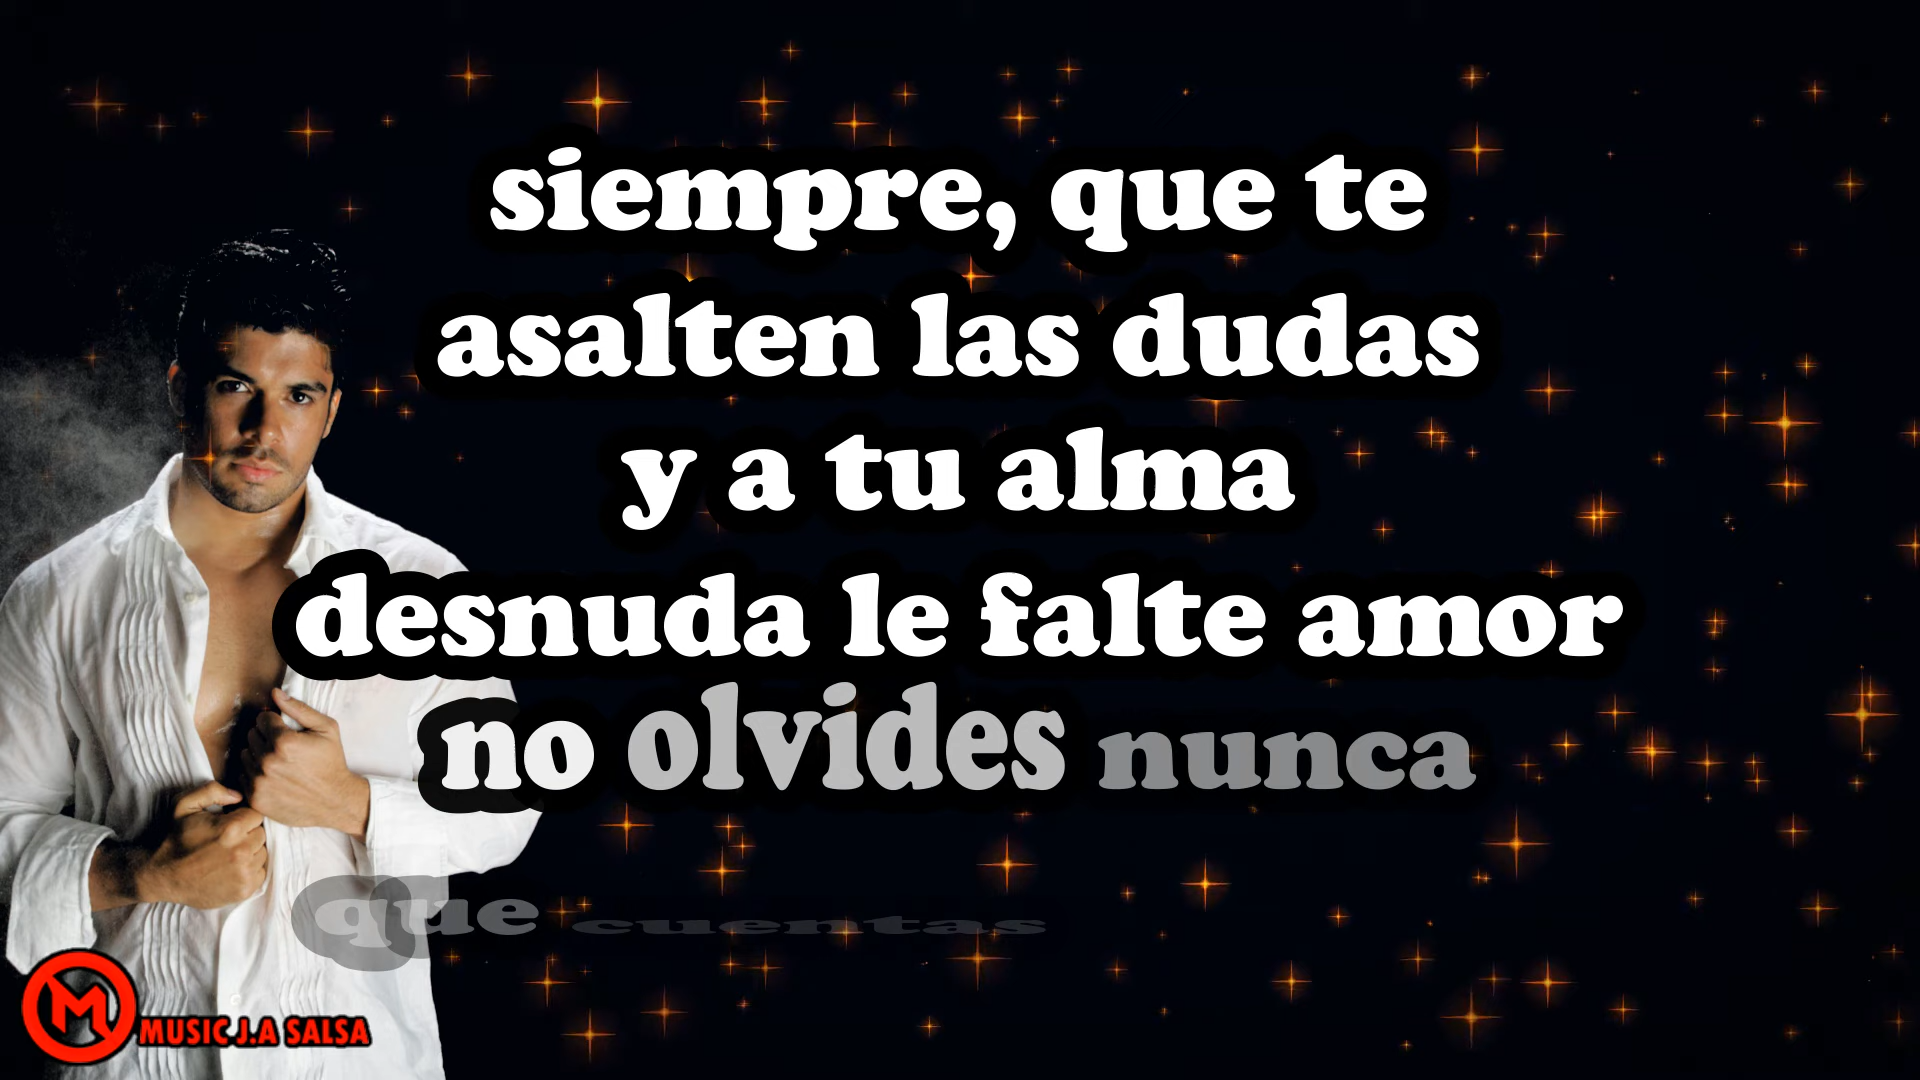 siempre, que te
asalten las dudas
y a tu alma
desnuda le falte amor
no olvides nunca
que cuentas
MUSIC J.A SALSA